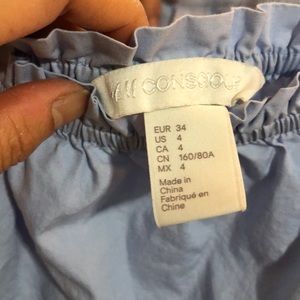 CONSCIOUS
EUR 34
US 4
CA 4
CN 160/80A
MX 4
Made in
China
Fabriqué en
Chine